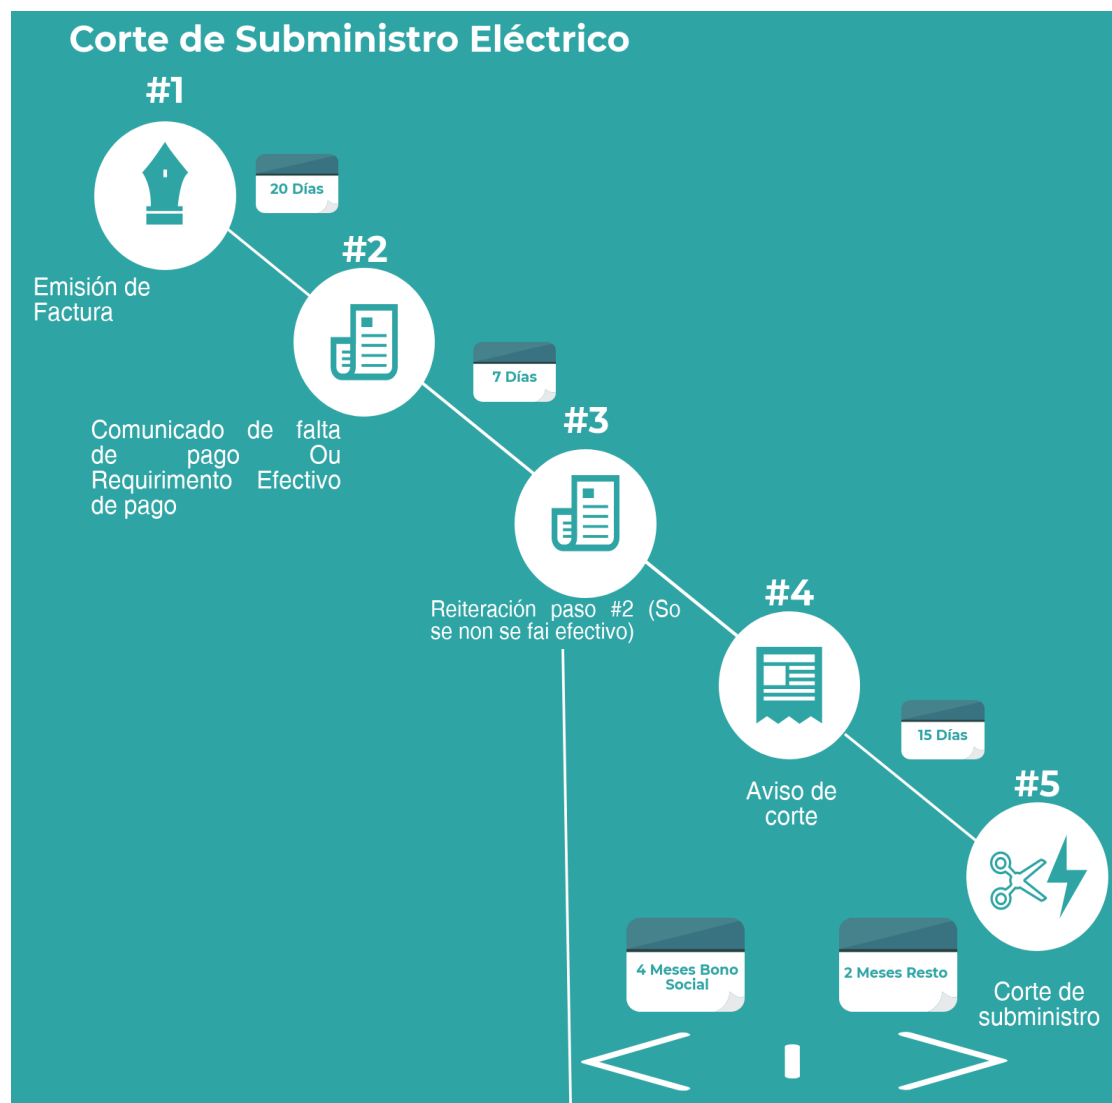 Corte de Subministro Eléctrico
#1
20 Días
Emisión de
Factura
#2
7 Días
Comunicado de falta
de pago Ou
Requirimento Efectivo
de pago
#3
Reiteración paso #2 (So
se non se fai efectivo)
#4
15 Días
Aviso de
corte
#5
4 Meses Bono
Social
2 Meses Resto
Corte de
subministro